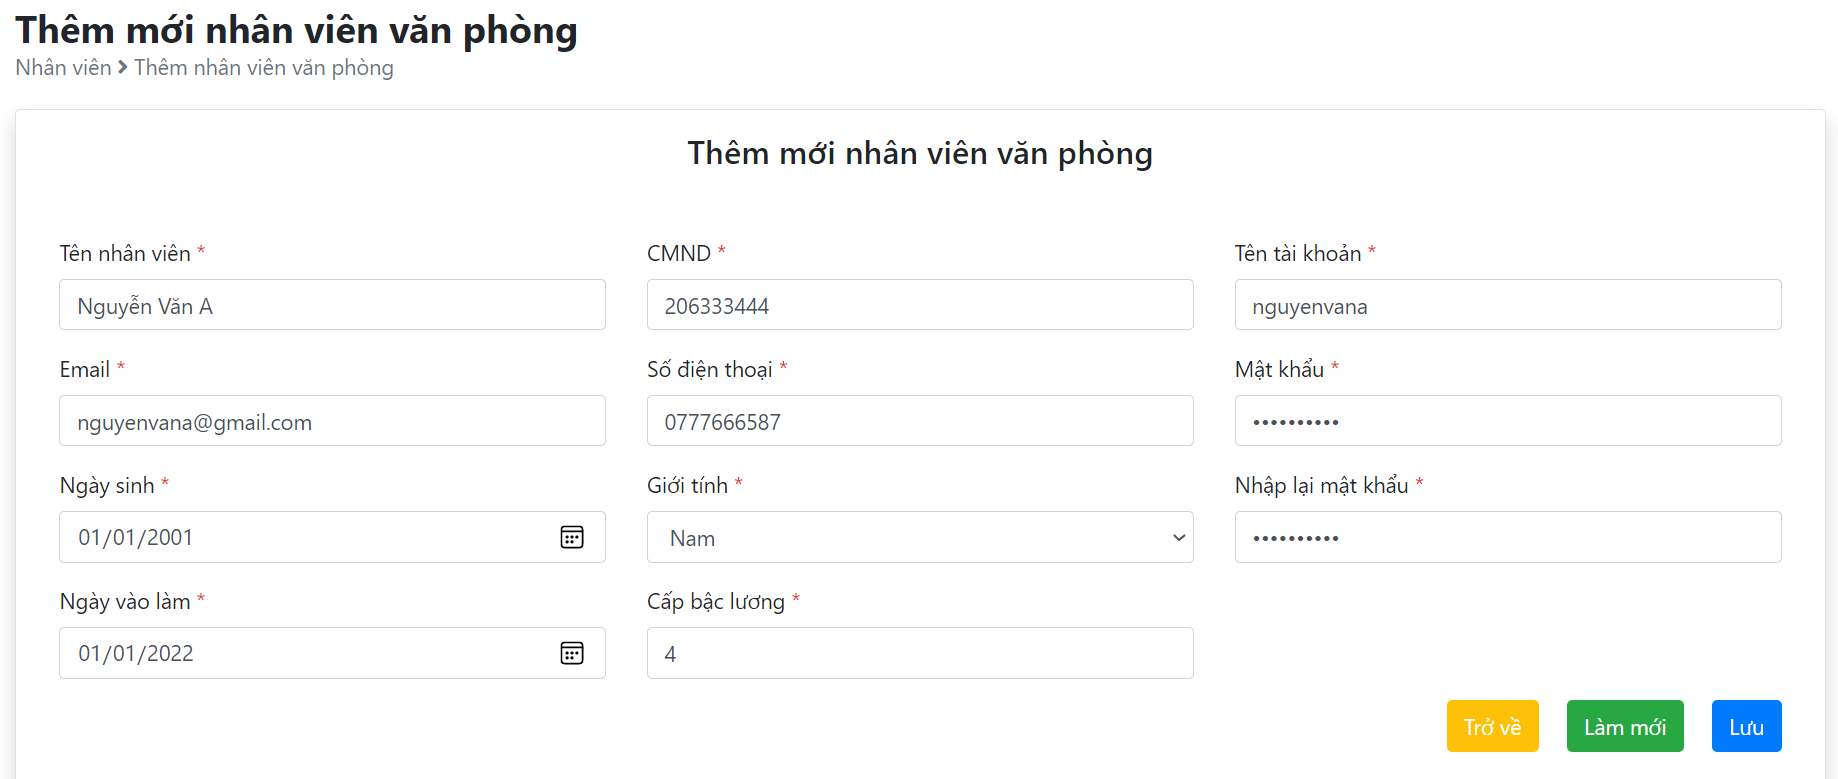 Thêm mới nhân viên văn phòng
Nhân viên > Thêm nhân viên văn phòng
Thêm mới nhân viên văn phòng
Tên nhân viên * CMND * Tên tài khoản *
Nguyễn Văn A 206333444 nguyenvana
Email * Số điện thoại * Mật khẩu *
nguyenvana@gmail.com 0777666587 ••••••••••
Ngày sinh * Giới tính * Nhập lại mật khẩu *
01/01/2001 Nam ••••••••••
Ngày vào làm * Cấp bậc lương *
01/01/2022 4
Trở về Làm mới Lưu